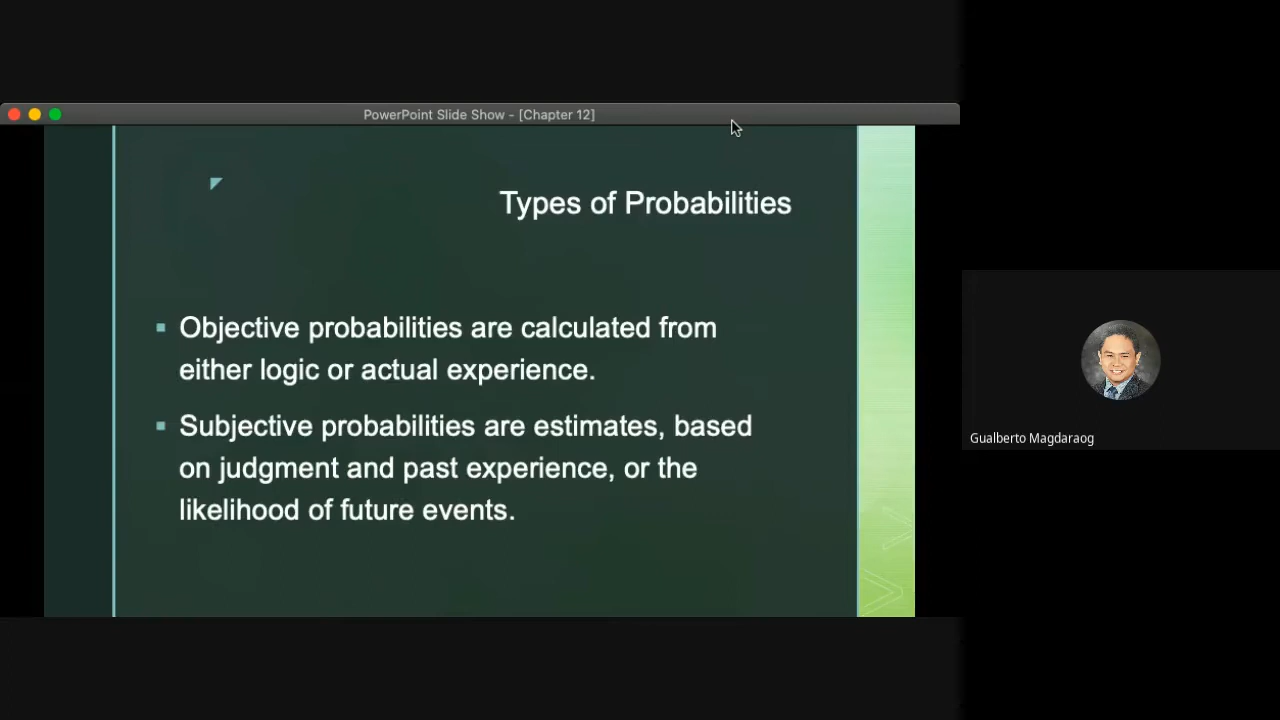 PowerPoint Slide Show - [Chapter 12]
Types of Probabilities
Objective probabilities are calculated from
either logic or actual experience.
Subjective probabilities are estimates, based
on judgment and past experience, or the
likelihood of future events.
Gualberto Magdaraog